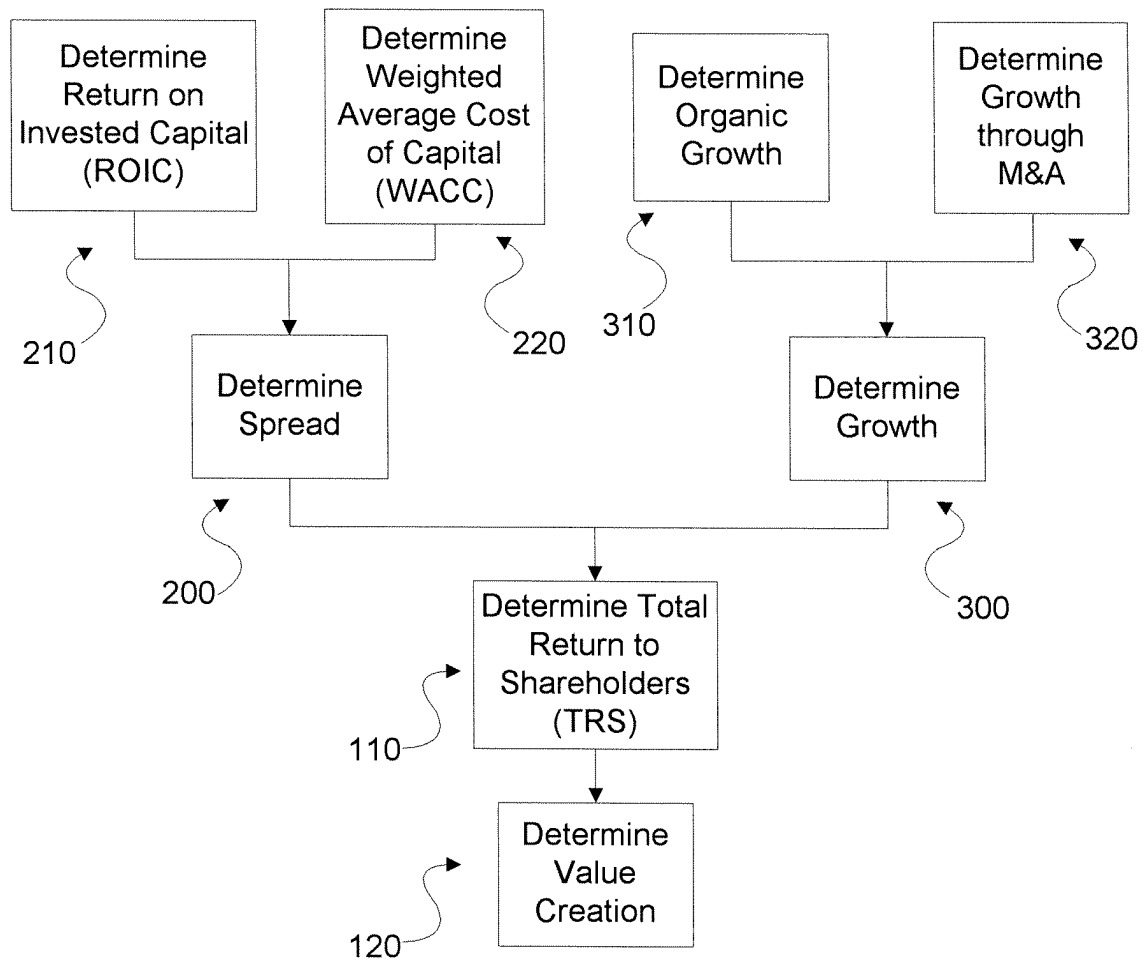 Determine
Return on
Invested Capital
(ROIC)
Determine
Weighted
Average Cost
of Capital
(WACC)
Determine
Organic
Growth
Determine
Growth
through
M&A
210
220
310
320
Determine
Spread
Determine
Growth
200
300
Determine Total
Return to
Shareholders
(TRS)
110
Determine
Value
Creation
120